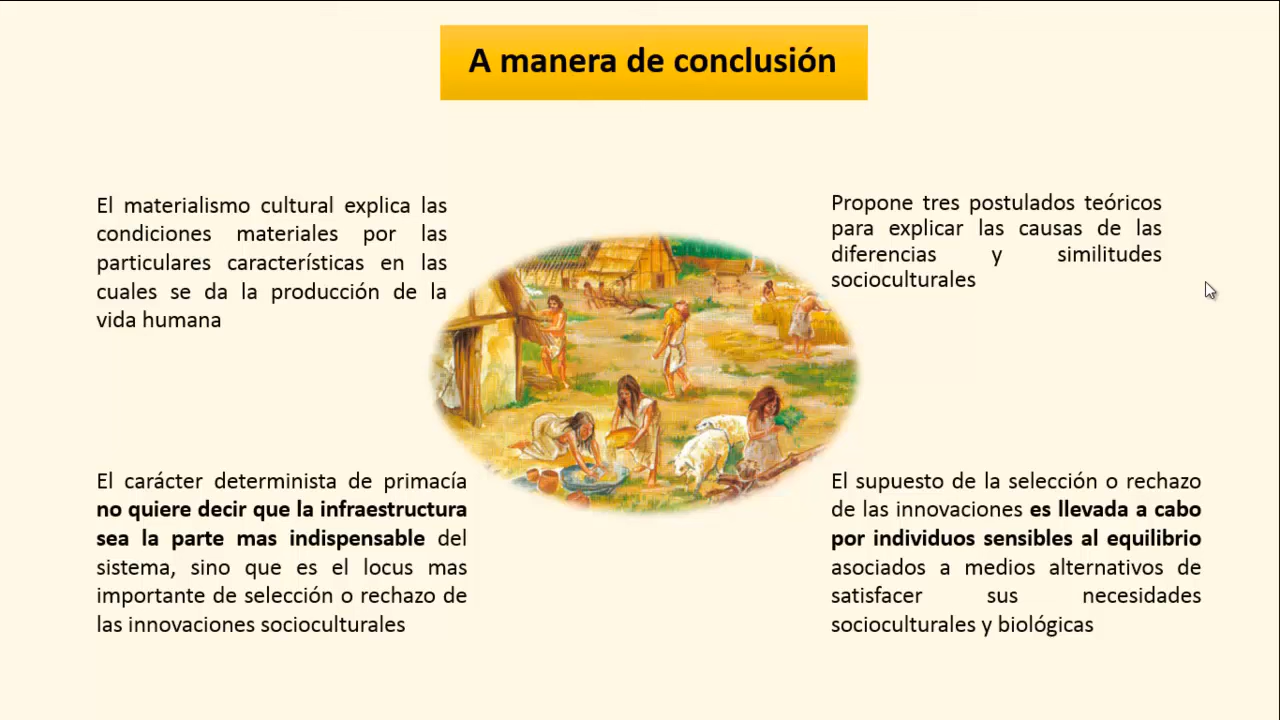 A manera de conclusión
El materialismo cultural explica las
condiciones materiales por las
particulares características en las
cuales se da la producción de la
vida humana
Propone tres postulados teóricos
para explicar las causas de las
diferencias y similitudes
socioculturales
El carácter determinista de primacía
no quiere decir que la infraestructura
sea la parte mas indispensable del
sistema, sino que es el locus mas
importante de selección o rechazo de
las innovaciones socioculturales
El supuesto de la selección o rechazo
de las innovaciones es llevada a cabo
por individuos sensibles al equilibrio
asociados a medios alternativos de
satisfacer sus necesidades
socioculturales y biológicas